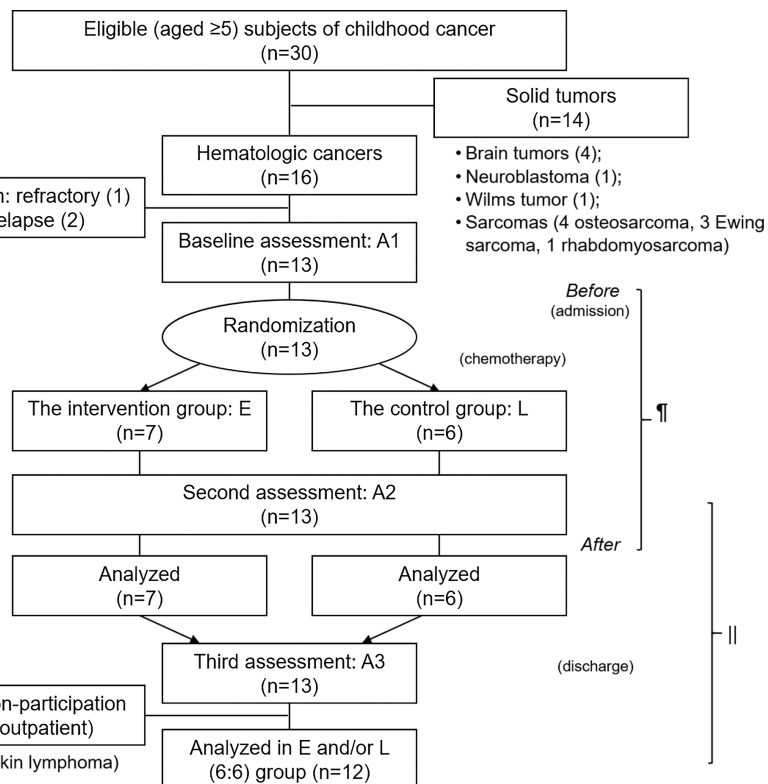 Eligible (aged ≥5) subjects of childhood cancer
(n=30)
Solid tumors
(n=14)
• Brain tumors (4);
• Neuroblastoma (1);
• Wilms tumor (1);
• Sarcomas (4 osteosarcoma, 3 Ewing
sarcoma, 1 rhabdomyosarcoma)
Hematologic cancers
(n=16)
: refractory (1)
(2)
Baseline assessment: A1
(n=13)
Before
(admission)
Randomization
(n=13)
(chemotherapy)
The intervention group: E
(n=7)
The control group: L
(n=6)
¶
Second assessment: A2
(n=13)
After
Analyzed
(n=7)
Analyzed
(n=6)
||
Third assessment: A3
(n=13)
(discharge)
n-participation
outpatient)
kin lymphoma)
Analyzed in E and/or L
(6:6) group (n=12)